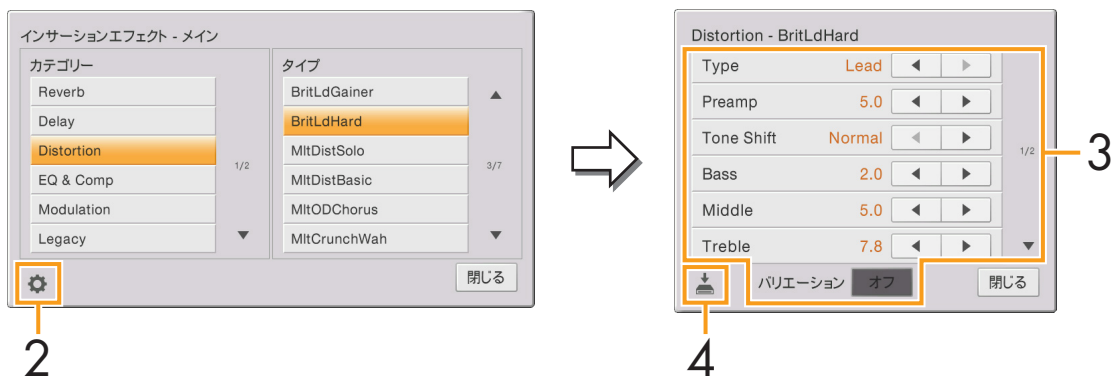 インサーションエフェクト - メイン
カテゴリー
Reverb
Delay
Distortion
EQ & Comp
Modulation
Legacy
1/2
タイプ
BritLdGainer
BritLdHard
MltDistSolo
MltDistBasic
MltODChorus
MltCrunchWah
3/7
閉じる
2
Distortion - BritLdHard
Type Lead
Preamp 5.0
Tone Shift Normal
Bass 2.0
Middle 5.0
Treble 7.8
1/2
バリエーション オフ
閉じる
3
4